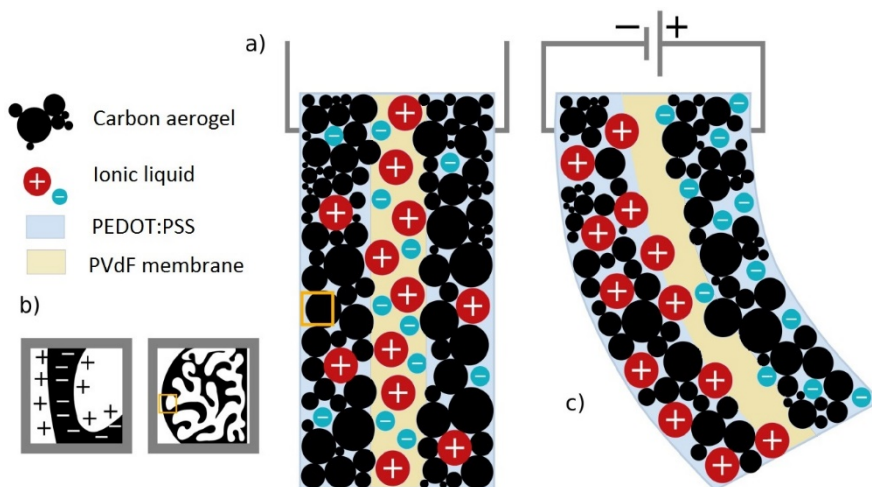 a)
− +
Carbon aerogel
Ionic liquid
PEDOT:PSS
PVdF membrane
b)
c)